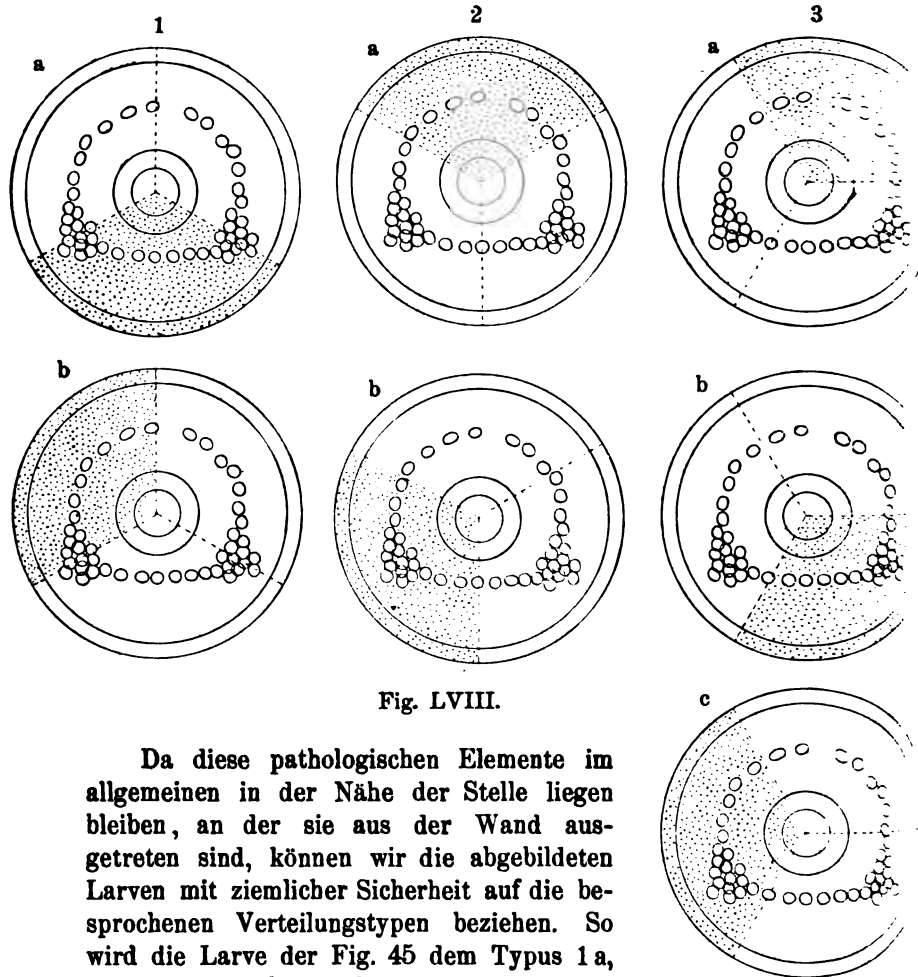 1
2
3
a
a
a
b
b
b
Fig. LVIII.
c
Da diese pathologischen Elemente im
allgemeinen in der Nähe der Stelle liegen
bleiben, an der sie aus der Wand aus-
getreten sind, können wir die abgebildeten
Larven mit ziemlicher Sicherheit auf die be-
sprochenen Verteilungstypen beziehen. So
wird die Larve der Fig. 45 dem Typus 1 a,